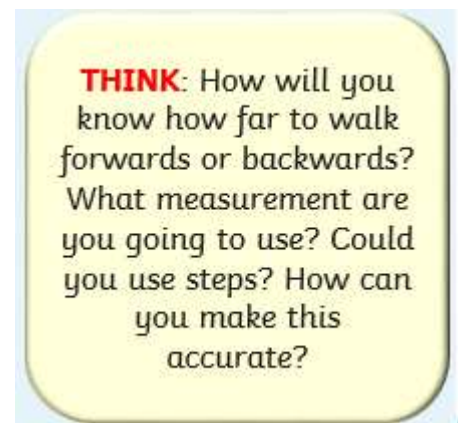 THINK: How will you
know how far to walk
forwards or backwards?
What measurement are
you going to use? Could
you use steps? How can
you make this
accurate?